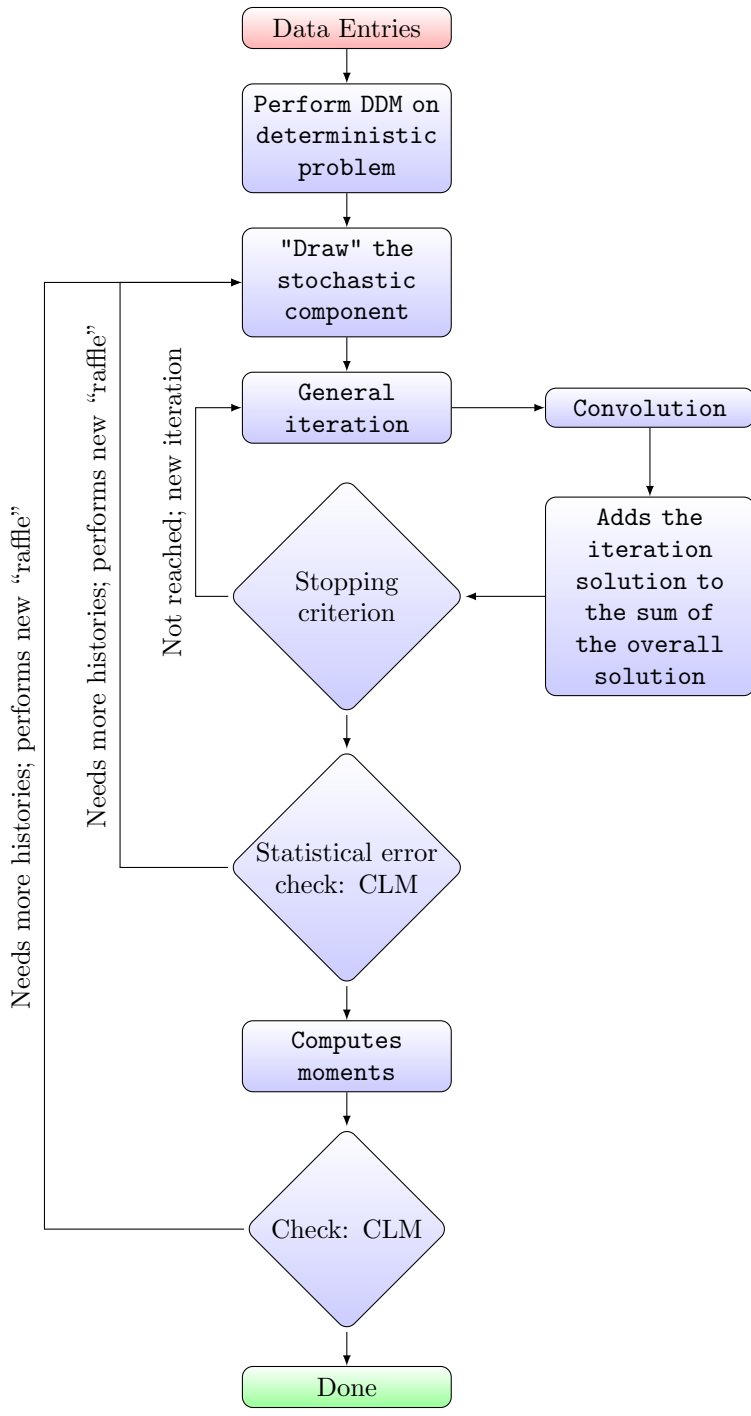 Data Entries
Perform DDM on
deterministic
problem
"Draw" the
stochastic
component
General
iteration
Convolution
Adds the
iteration
solution to
the sum of
the overall
solution
Stopping
criterion
Not reached; new iteration
Statistical error
check: CLM
Needs more histories; performs new “raffle”
Computes
moments
Check: CLM
Needs more histories; performs new “raffle”
Done